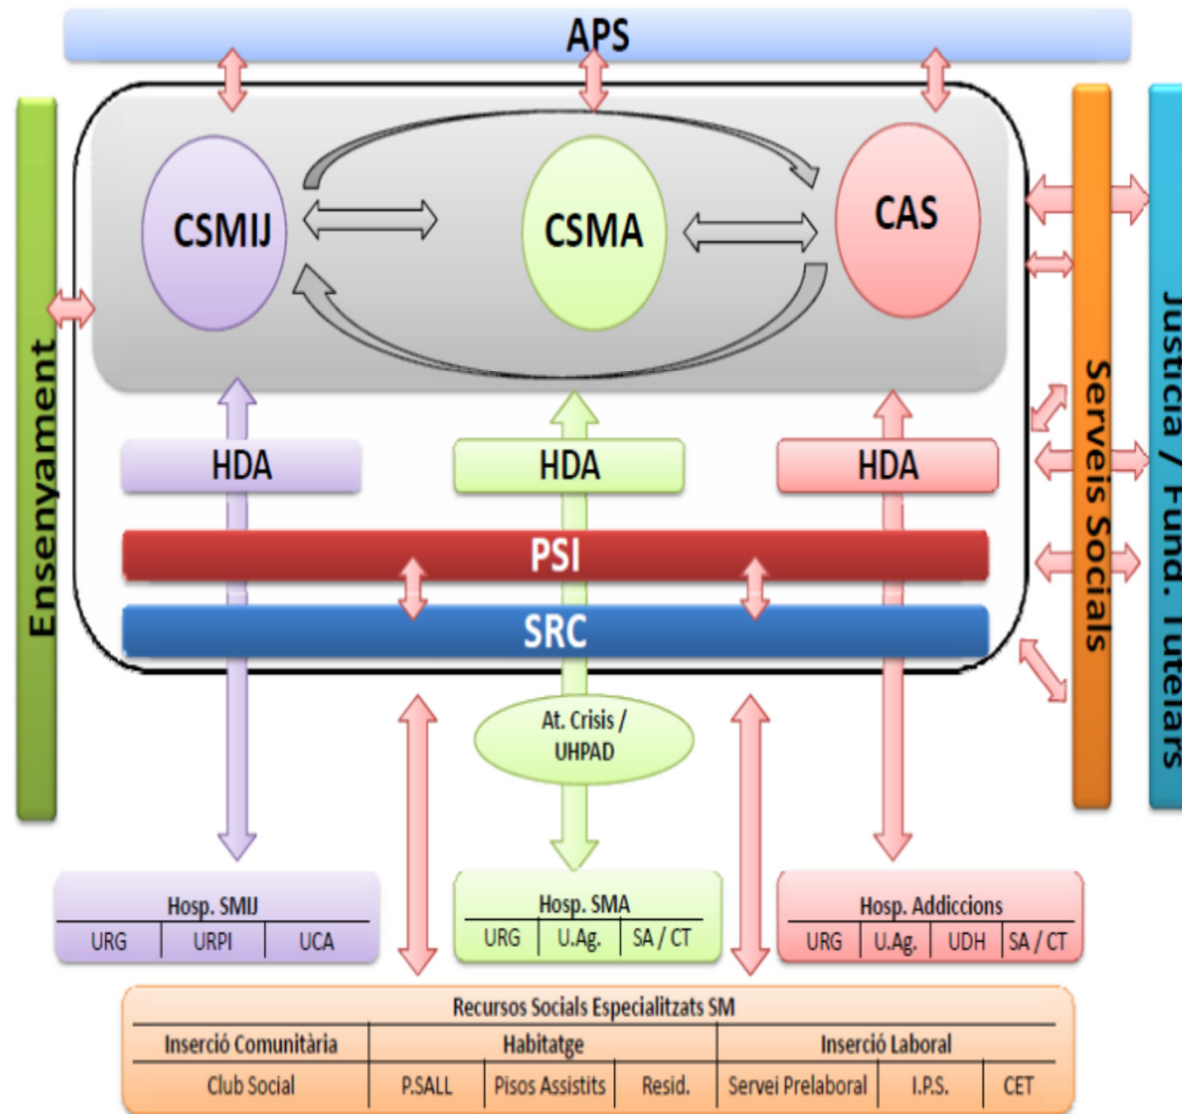 APS
CSMIJ
CSMA
CAS
Ensenyament
Serveis Socials
Justícia / Fund. Tutelars
HDA
HDA
HDA
PSI
SRC
At. Crisis /
UHPAD
Hosp. SMIJ
URG URPI UCA
Hosp. SMA
URG U.Ag. SA / CT
Hosp. Addiccions
URG U.Ag. UDH SA / CT
Recursos Socials Especialitzats SM
Inserció Comunitària Habitatge Inserció Laboral
Club Social P.SALL Pisos Assistits Resid. Servei Prelaboral I.P.S. CET